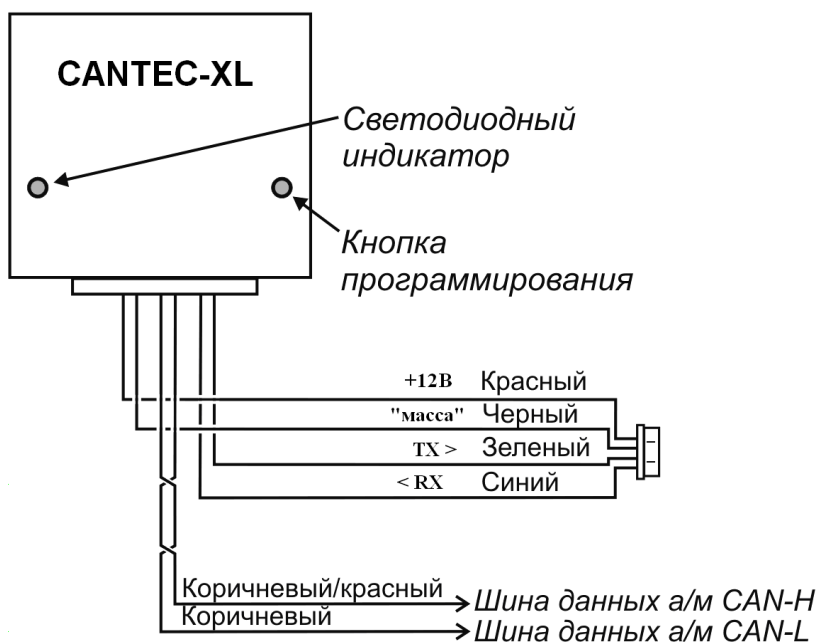 CANTEC-XL
Светодиодный
индикатор
Кнопка
программирования
+12В Красный
"масса" Черный
TX > Зеленый
< RX Синий
Коричневый/красный Шина данных а/м CAN-H
Коричневый Шина данных а/м CAN-L